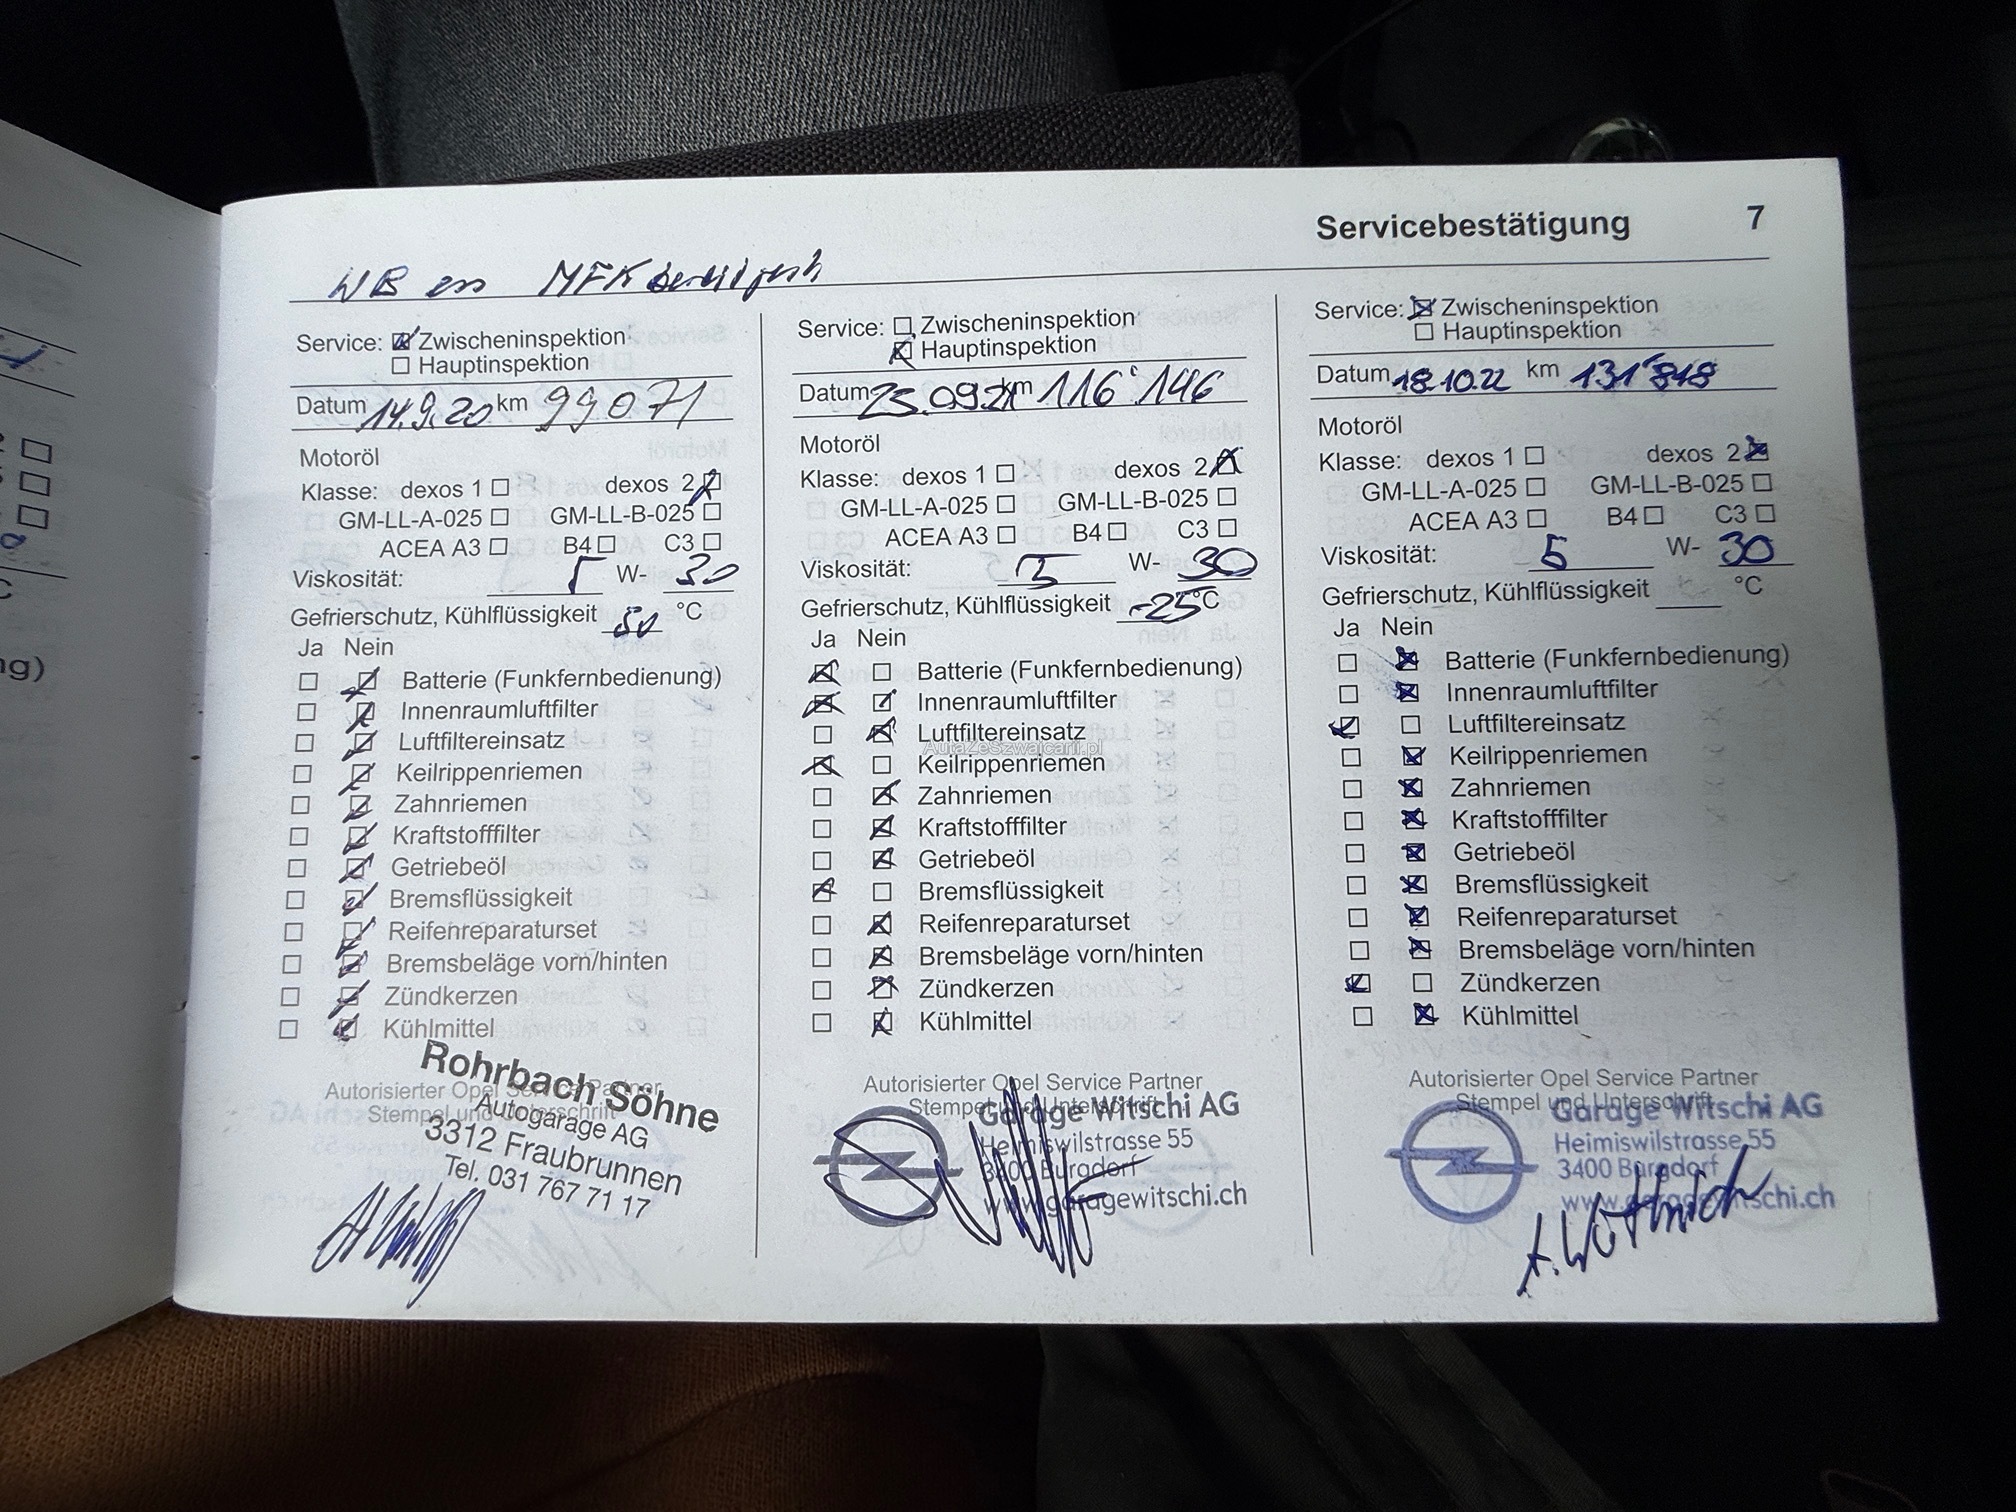 Servicebestätigung 7
WB MFK
Service: Zwischeninspektion
Hauptinspektion
Datum 14.9.20 km 99071
Motoröl
Klasse: dexos 1 dexos 2
GM-LL-A-025 GM-LL-B-025
ACEA A3 B4 C3
Viskosität: 5 W- 30
Gefrierschutz, Kühlflüssigkeit °C
Ja Nein
Batterie (Funkfernbedienung)
Innenraumluftfilter
Luftfiltereinsatz
Keilrippenriemen
Zahnriemen
Kraftstofffilter
Getriebeöl
Bremsflüssigkeit
Reifenreparaturset
Bremsbeläge vorn/hinten
Zündkerzen
Kühlmittel
Autorisierter Opel Service Partner
Stempel und Unterschrift
Rohrbach Söhne
Autogarage AG
3312 Fraubrunnen
Tel. 031 767 71 17
Service: Zwischeninspektion
Hauptinspektion
Datum 25.09.21 km 116'146
Motoröl
Klasse: dexos 1 dexos 2
GM-LL-A-025 GM-LL-B-025
ACEA A3 B4 C3
Viskosität: 5 W- 30
Gefrierschutz, Kühlflüssigkeit -25 °C
Ja Nein
Batterie (Funkfernbedienung)
Innenraumluftfilter
Luftfiltereinsatz
AutaZeSzwajcarii.pl
Keilrippenriemen
Zahnriemen
Kraftstofffilter
Getriebeöl
Bremsflüssigkeit
Reifenreparaturset
Bremsbeläge vorn/hinten
Zündkerzen
Kühlmittel
Autorisierter Opel Service Partner
Stempel und Unterschrift
Garage Witschi AG
Heimiswilstrasse 55
3400 Burgdorf
www.garagewitschi.ch
Service: Zwischeninspektion
Hauptinspektion
Datum 18.10.22 km 131'818
Motoröl
Klasse: dexos 1 dexos 2
GM-LL-A-025 GM-LL-B-025
ACEA A3 B4 C3
Viskosität: 5 W- 30
Gefrierschutz, Kühlflüssigkeit °C
Ja Nein
Batterie (Funkfernbedienung)
Innenraumluftfilter
Luftfiltereinsatz
Keilrippenriemen
Zahnriemen
Kraftstofffilter
Getriebeöl
Bremsflüssigkeit
Reifenreparaturset
Bremsbeläge vorn/hinten
Zündkerzen
Kühlmittel
Autorisierter Opel Service Partner
Stempel und Unterschrift
Garage Witschi AG
Heimiswilstrasse 55
3400 Burgdorf
www.garagewitschi.ch